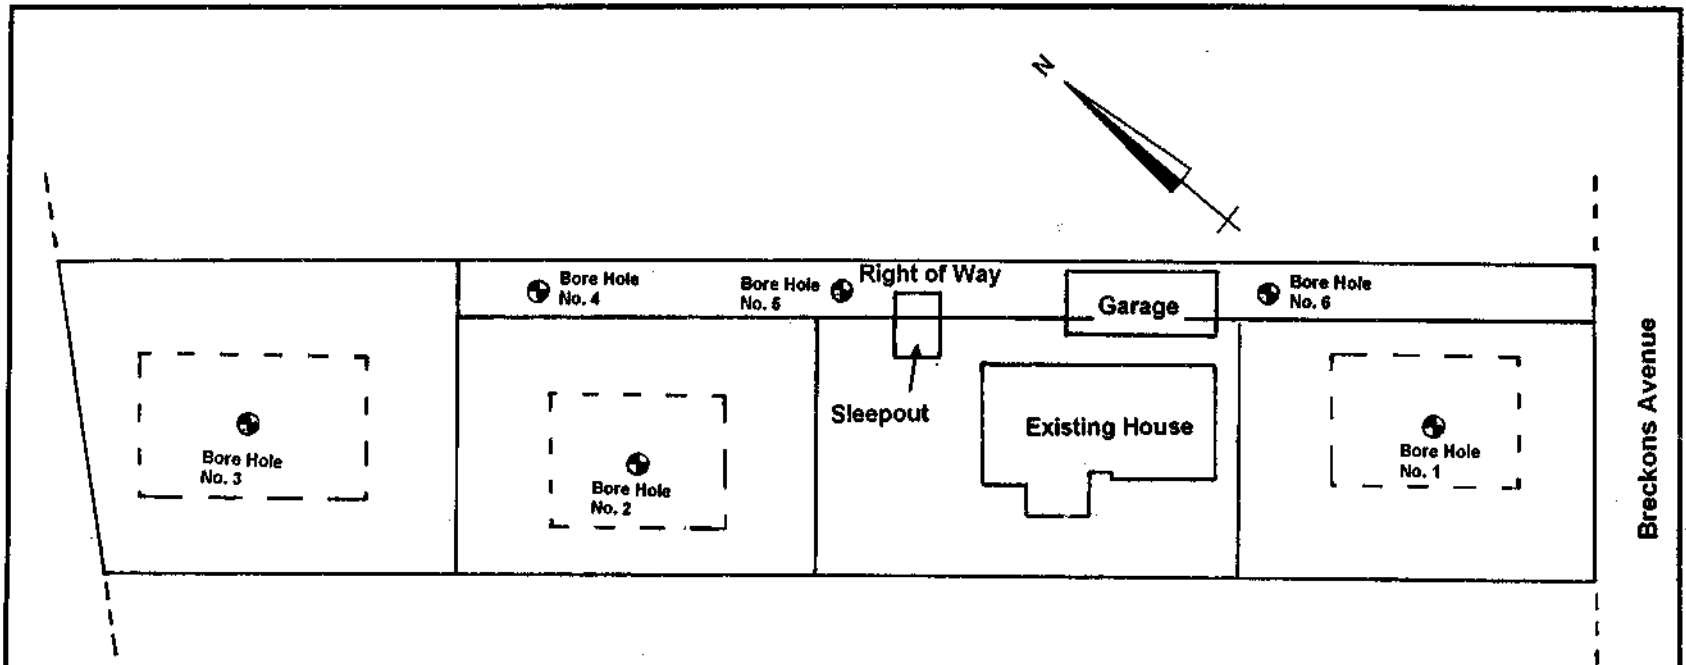 N
Bore Hole
No. 4
Bore Hole
No. 5
Right of Way
Garage
Bore Hole
No. 6
Sleepout
Existing House
Bore Hole
No. 3
Bore Hole
No. 2
Bore Hole
No. 1
Breckons Avenue